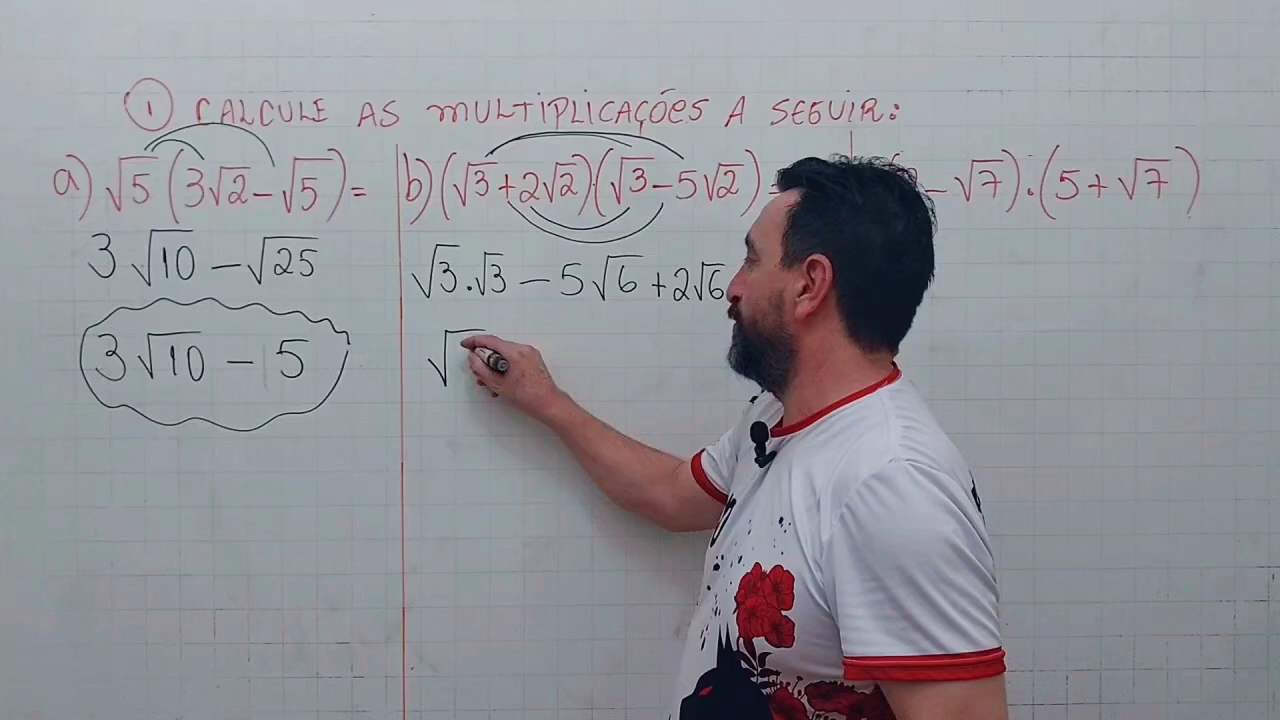 ① CALCULE AS MULTIPLICAÇÕES A SEGUIR:
a) √5 (3√2 - √5) =
3√10 - √25
3√10 - 5
b) (√3 + 2√2)·(√3 - 5√2) =
√3 . √3 - 5√6 + 2√6
√
- √7) . (5 + √7)